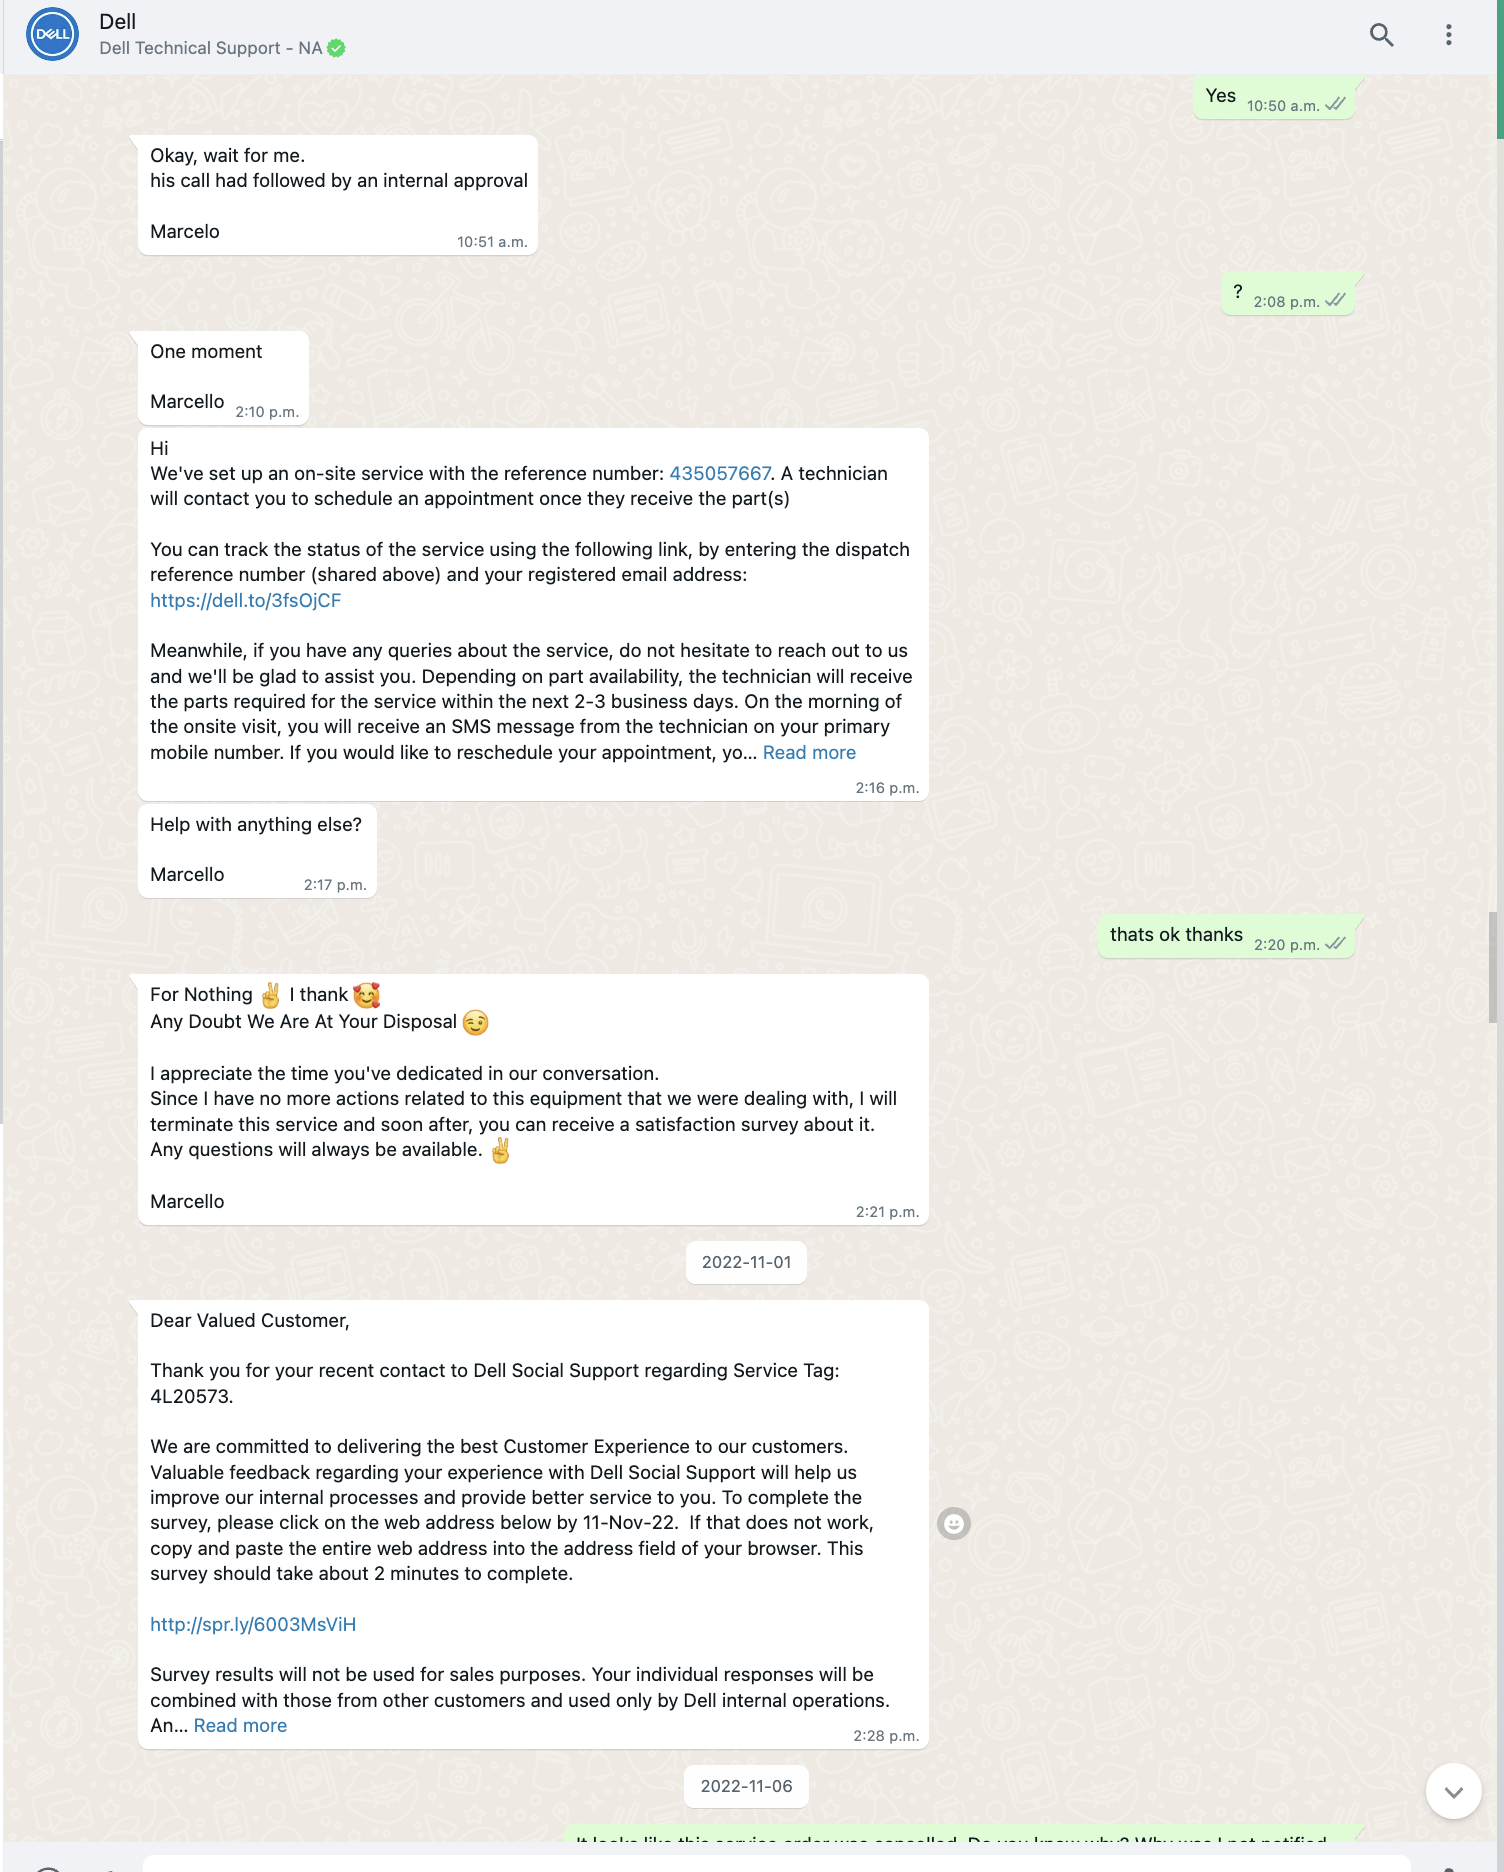 DELL
Dell
Dell Technical Support - NA
Yes 10:50 a.m.
Okay, wait for me.
his call had followed by an internal approval
Marcelo
10:51 a.m.
? 2:08 p.m.
One moment
Marcello 2:10 p.m.
Hi
We've set up an on-site service with the reference number: 435057667. A technician
will contact you to schedule an appointment once they receive the part(s)
You can track the status of the service using the following link, by entering the dispatch
reference number (shared above) and your registered email address:
https://dell.to/3fsOjCF
Meanwhile, if you have any queries about the service, do not hesitate to reach out to us
and we'll be glad to assist you. Depending on part availability, the technician will receive
the parts required for the service within the next 2-3 business days. On the morning of
the onsite visit, you will receive an SMS message from the technician on your primary
mobile number. If you would like to reschedule your appointment, yo... Read more
2:16 p.m.
Help with anything else?
Marcello
2:17 p.m.
thats ok thanks 2:20 p.m.
For Nothing ✌️ I thank 🥰
Any Doubt We Are At Your Disposal 😉
I appreciate the time you've dedicated in our conversation.
Since I have no more actions related to this equipment that we were dealing with, I will
terminate this service and soon after, you can receive a satisfaction survey about it.
Any questions will always be available. ✌️
Marcello
2:21 p.m.
2022-11-01
Dear Valued Customer,
Thank you for your recent contact to Dell Social Support regarding Service Tag:
4L20573.
We are committed to delivering the best Customer Experience to our customers.
Valuable feedback regarding your experience with Dell Social Support will help us
improve our internal processes and provide better service to you. To complete the
survey, please click on the web address below by 11-Nov-22.  If that does not work,
copy and paste the entire web address into the address field of your browser. This
survey should take about 2 minutes to complete.
http://spr.ly/6003MsViH
Survey results will not be used for sales purposes. Your individual responses will be
combined with those from other customers and used only by Dell internal operations.
An... Read more
2:28 p.m.
2022-11-06
It looks like this service order was cancelled. Do you know why? Why was I not notified